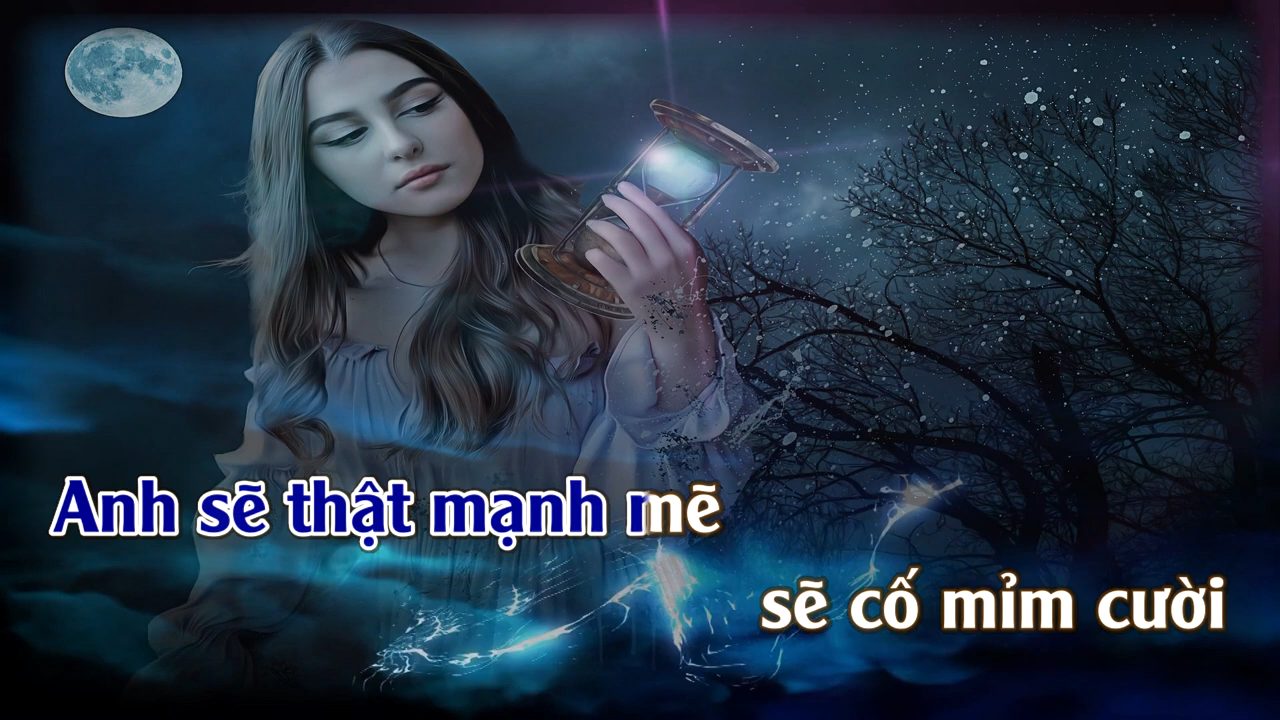 Anh sẽ thật mạnh mẽ
sẽ cố mỉm cười